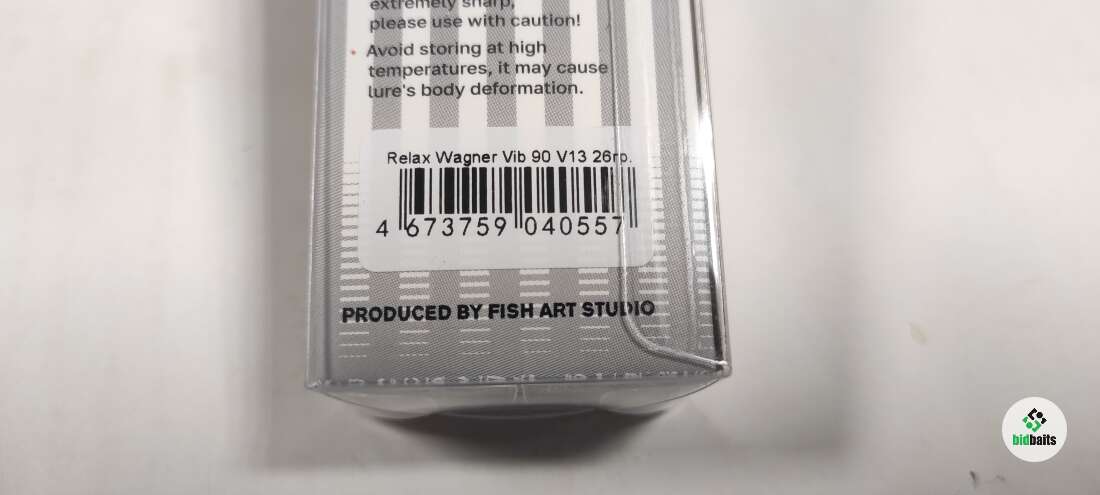 extremely sharp,
please use with caution!
• Avoid storing at high
temperatures, it may cause
lure's body deformation.
Relax Wagner Vib 90 V13 26гр.
4 673759 040557
PRODUCED BY FISH ART STUDIO
bidbaits